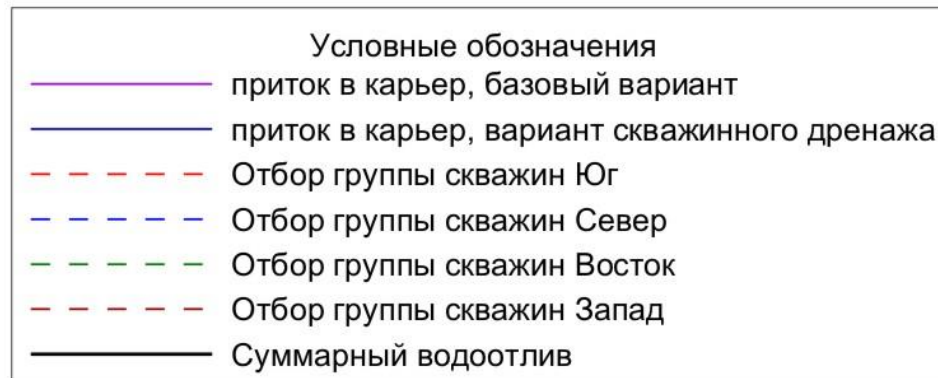 Условные обозначения
приток в карьер, базовый вариант
приток в карьер, вариант скважинного дренажа
Отбор группы скважин Юг
Отбор группы скважин Север
Отбор группы скважин Восток
Отбор группы скважин Запад
Суммарный водоотлив